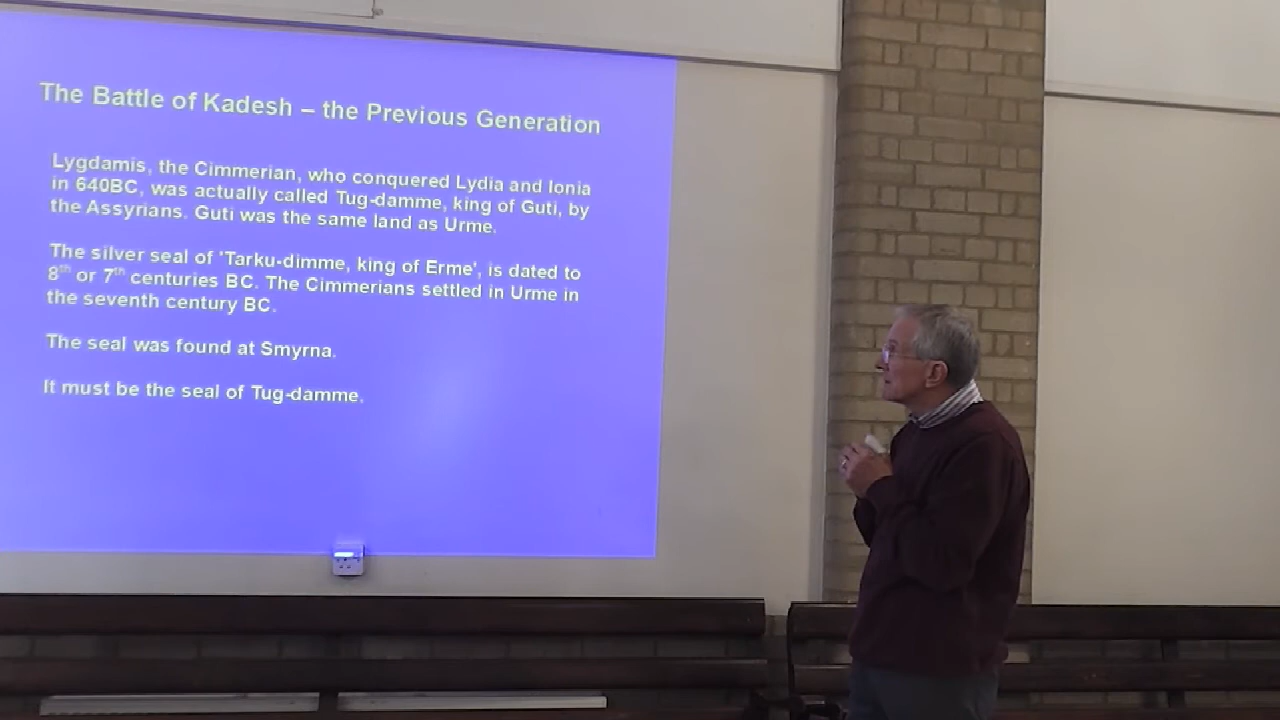 The Battle of Kadesh – the Previous Generation
Lygdamis, the Cimmerian, who conquered Lydia and Ionia
in 640BC, was actually called Tug-damme, king of Guti, by
the Assyrians. Guti was the same land as Urme.
The silver seal of 'Tarku-dimme, king of Erme', is dated to
8th or 7th centuries BC. The Cimmerians settled in Urme in
the seventh century BC.
The seal was found at Smyrna.
It must be the seal of Tug-damme.